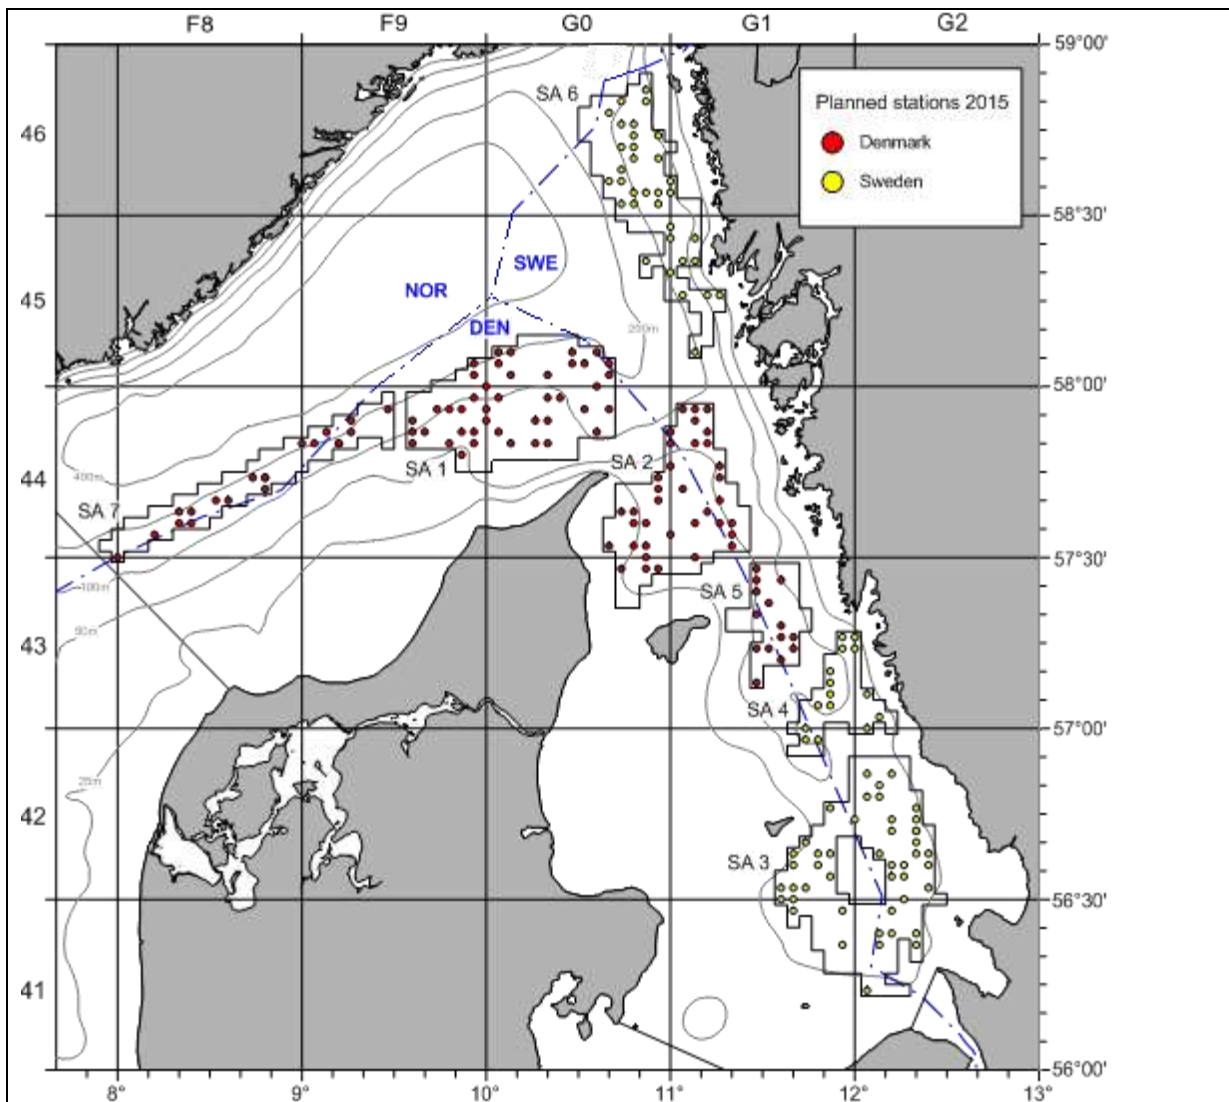 F8 F9 G0 G1 G2
59°00'
SA 6
Planned stations 2015
46
Denmark
Sweden
58°30'
SWE
45
NOR
DEN
200m
58°00'
SA 1
SA 2
44
400m
SA 7
57°30'
100m
SA 5
50m
43
SA 4
57°00'
25m
42
SA 3
56°30'
41
56°00'
8° 9° 10° 11° 12° 13°